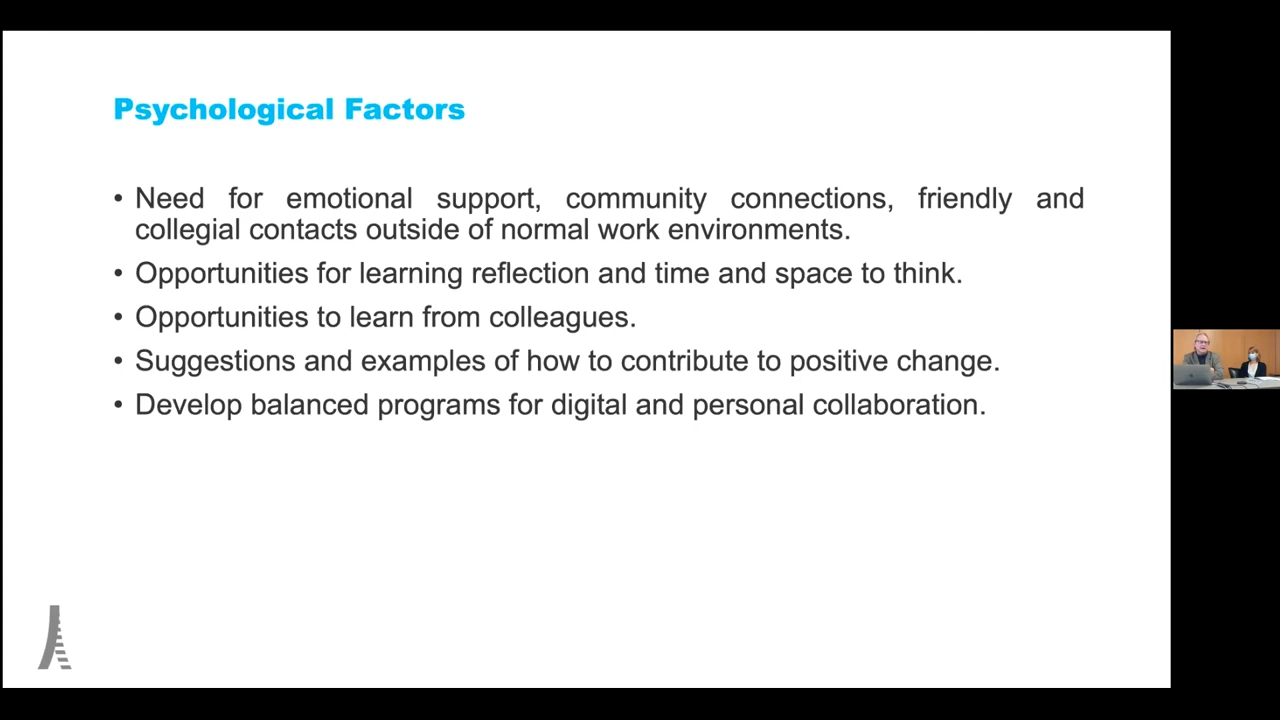 Psychological Factors
• Need for emotional support, community connections, friendly and
collegial contacts outside of normal work environments.
• Opportunities for learning reflection and time and space to think.
• Opportunities to learn from colleagues.
• Suggestions and examples of how to contribute to positive change.
• Develop balanced programs for digital and personal collaboration.